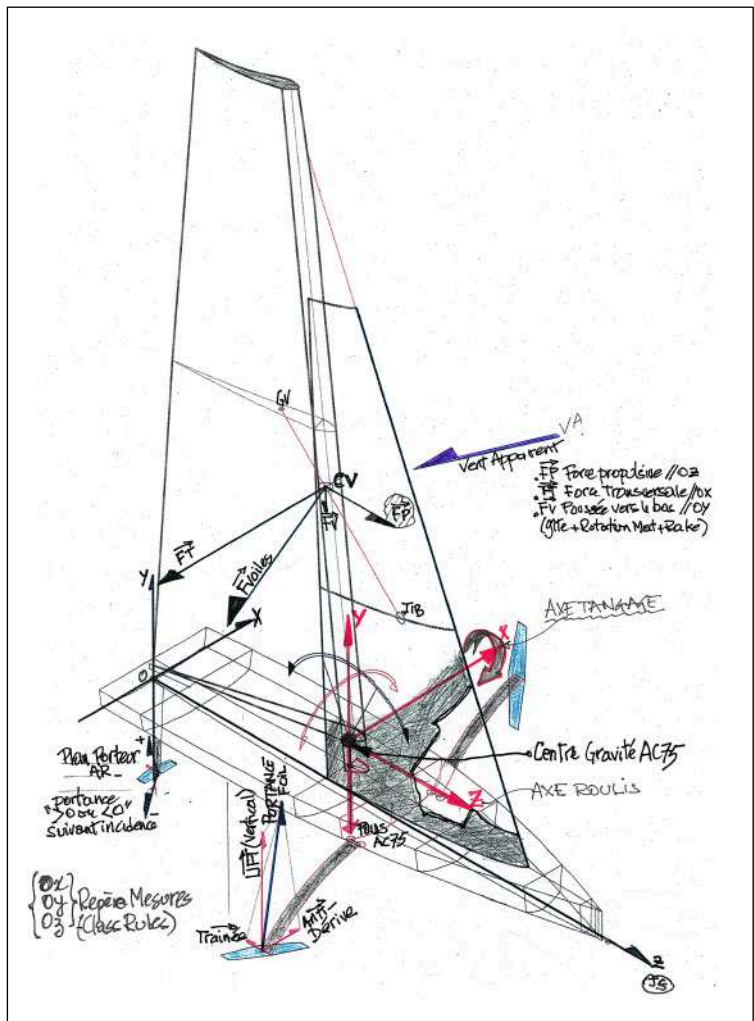 GV
VA
Vent Apparent
. FP Force propulsive // OZ
. FT Force Transversale // OX
. FV Poussée vers le bas // OY
(gîte + Rotation Mat + Rake)
CV
FV
FP
FT
Fvoiles
JIB
Y
X
Y
X
AXE TANGAGE
O
Centre Gravité AC75
AXE ROULIS
Z
+
Plan Porteur
AR -
"portance
>0 ou <0"
suivant incidence
LIFT (Vertical)
PORTANCE
Foil
Poids
AC75
Anti-
Dérive
Trainée
Ox
Oy Repère Mesures
Oz (Class Rules)
Z
JS